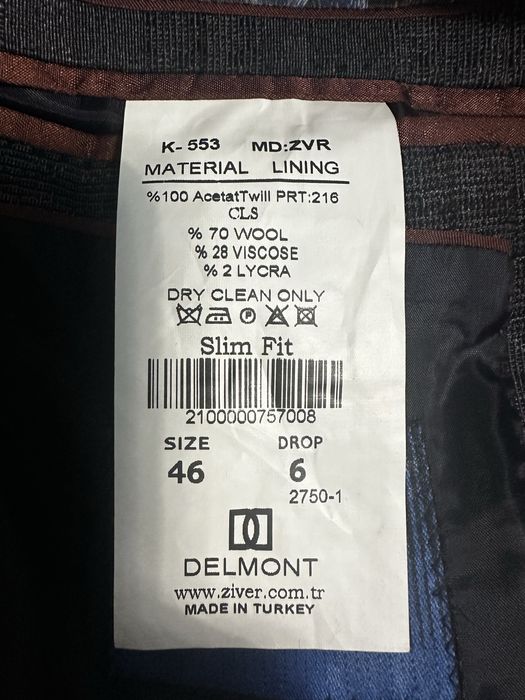 K-553 MD:ZVR
MATERIAL LINING
%100 AcetatTwill PRT:216
CLS
% 70 WOOL
% 28 VISCOSE
% 2 LYCRA
DRY CLEAN ONLY
P
Slim Fit
2100000757008
SIZE DROP
46 6
2750-1
DELMONT
www.ziver.com.tr
MADE IN TURKEY